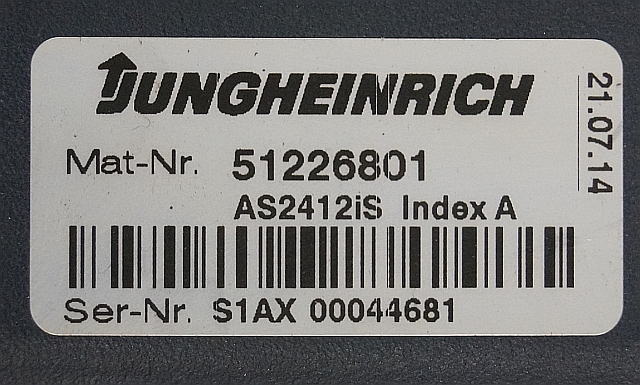 JUNGHEINRICH
21.07.14
Mat-Nr. 51226801
AS2412iS Index A
Ser-Nr. S1AX 00044681